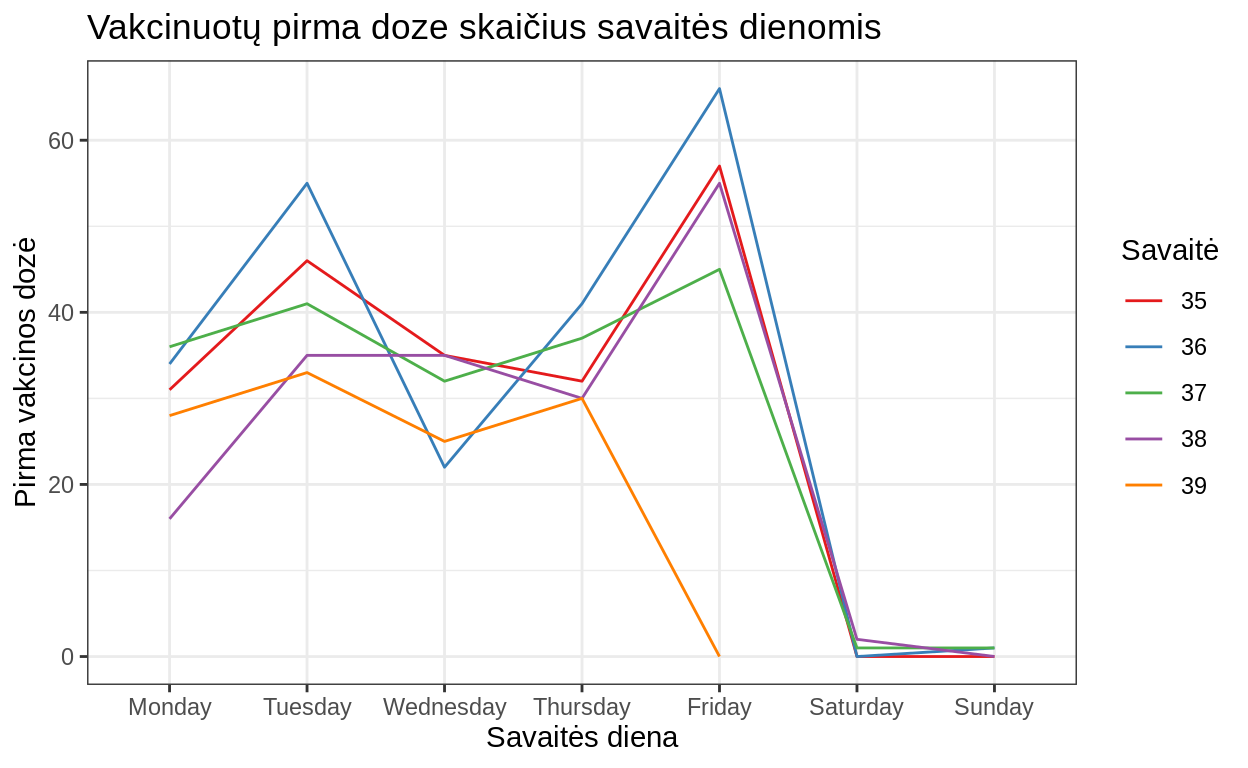 Vakcinuotų pirma doze skaičius savaitės dienomis
Pirma vakcinos dozė
60
40
20
0
Monday Tuesday Wednesday Thursday Friday Saturday Sunday
Savaitės diena
Savaitė
35
36
37
38
39